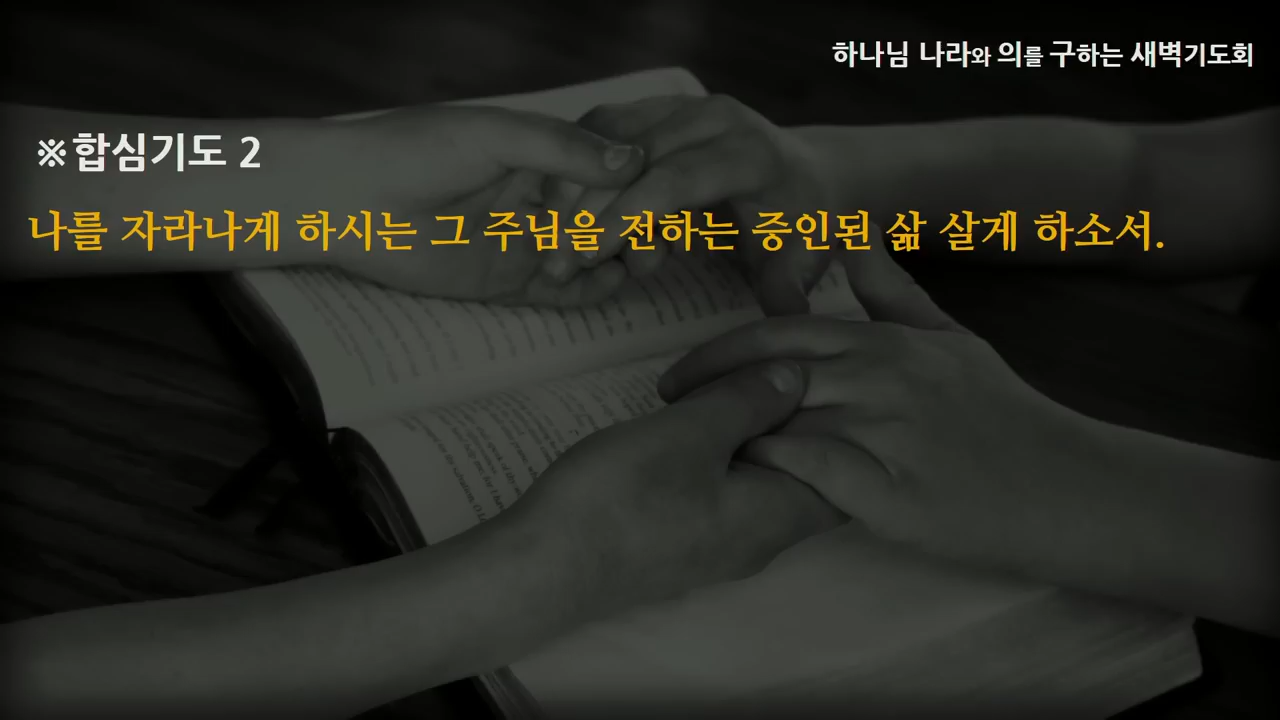 하나님 나라와 의를 구하는 새벽기도회
※합심기도 2
나를 자라나게 하시는 그 주님을 전하는 증인된 삶 살게 하소서.